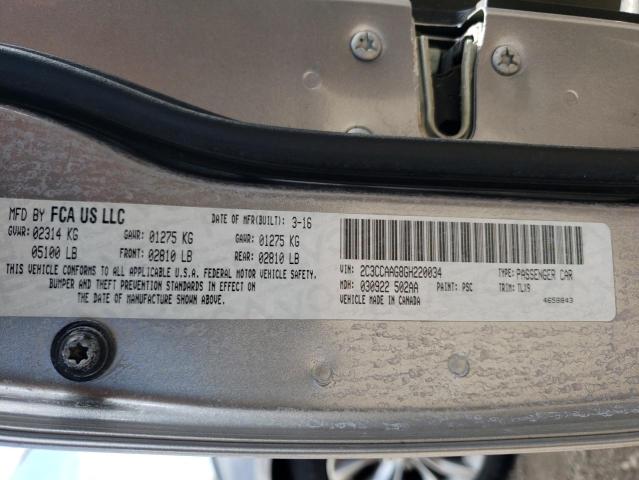 MFD BY FCA US LLC DATE OF MFR(BUILT): 3-16
GVWR: 02314 KG GAWR: 01275 KG GAWR: 01275 KG
05100 LB FRONT: 02810 LB REAR: 02810 LB
THIS VEHICLE CONFORMS TO ALL APPLICABLE U.S.A. FEDERAL MOTOR VEHICLE SAFETY,
BUMPER AND THEFT PREVENTION STANDARDS IN EFFECT ON
THE DATE OF MANUFACTURE SHOWN ABOVE.
VIN: 2C3CCAAG8GH220034 TYPE: PASSENGER CAR
MDH: 030922 502AA PAINT: PSC TRIM: TLX9
VEHICLE MADE IN CANADA 4658843